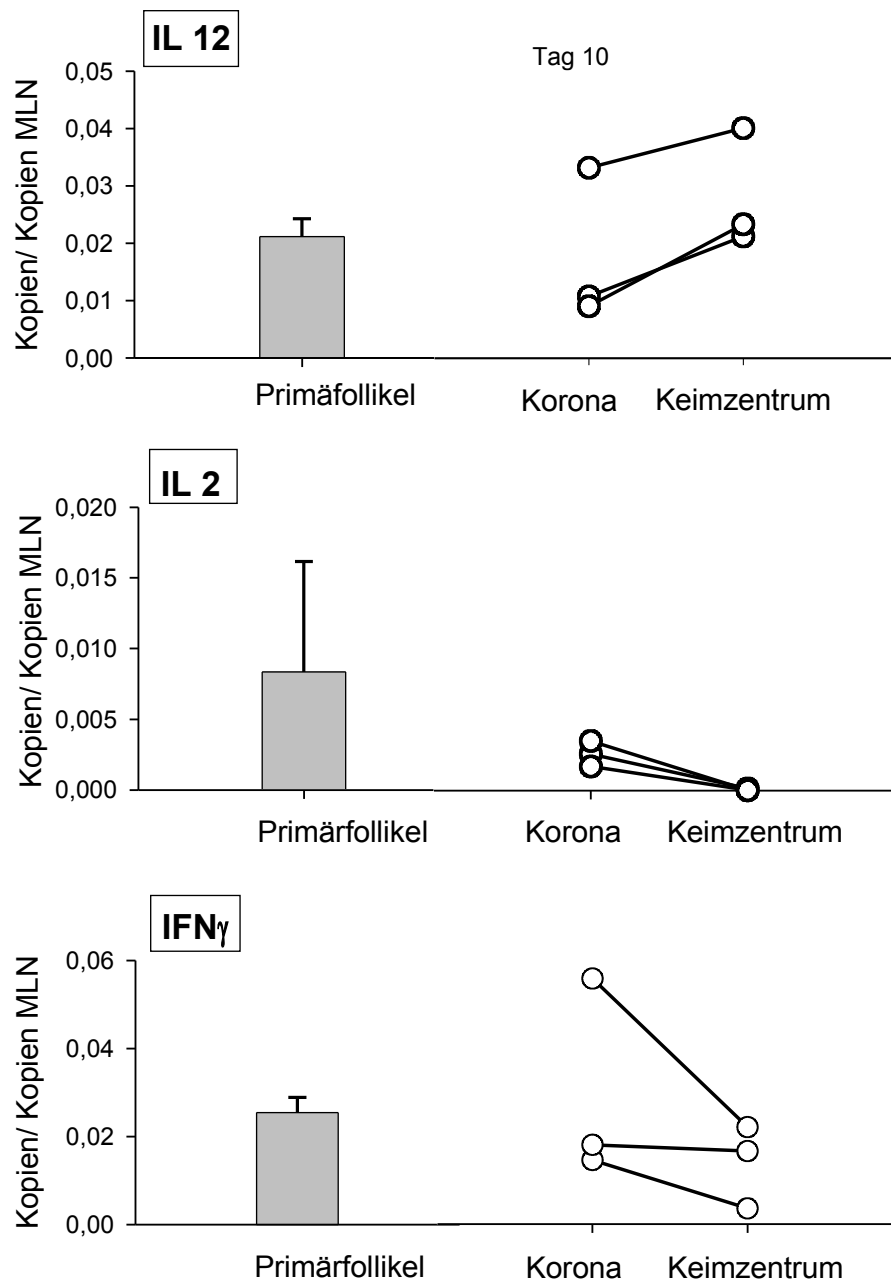 IL 12
Tag 10
Kopien/ Kopien MLN
0,05
0,04
0,03
0,02
0,01
0,00
Primäfollikel
Korona
Keimzentrum
IL 2
Kopien/ Kopien MLN
0,020
0,015
0,010
0,005
0,000
Primärfollikel
Korona
Keimzentrum
IFNγ
Kopien/ Kopien MLN
0,06
0,04
0,02
0,00
Primärfollikel
Korona
Keimzentrum